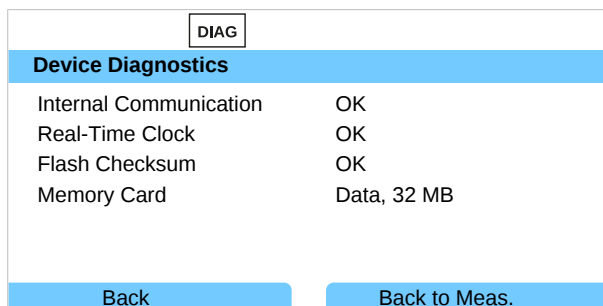 DIAG
Device Diagnostics
Internal Communication OK
Real-Time Clock OK
Flash Checksum OK
Memory Card Data, 32 MB
Back Back to Meas.